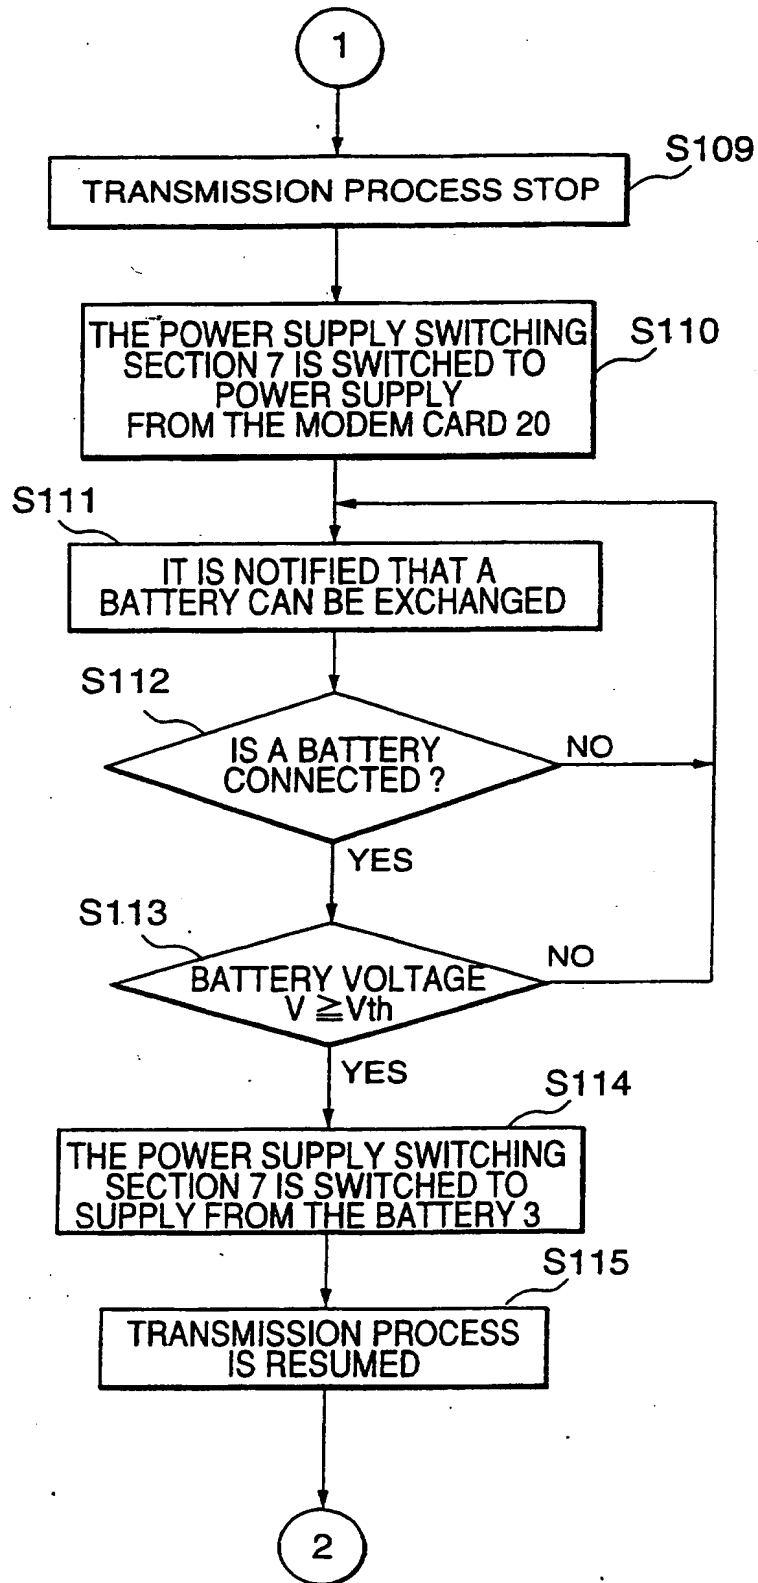 1
S109
TRANSMISSION PROCESS STOP
S110
THE POWER SUPPLY SWITCHING
SECTION 7 IS SWITCHED TO
POWER SUPPLY
FROM THE MODEM CARD 20
S111
IT IS NOTIFIED THAT A
BATTERY CAN BE EXCHANGED
S112
IS A BATTERY
CONNECTED ?
NO
YES
S113
BATTERY VOLTAGE
V ≧Vth
NO
YES
S114
THE POWER SUPPLY SWITCHING
SECTION 7 IS SWITCHED TO
SUPPLY FROM THE BATTERY 3
S115
TRANSMISSION PROCESS
IS RESUMED
2